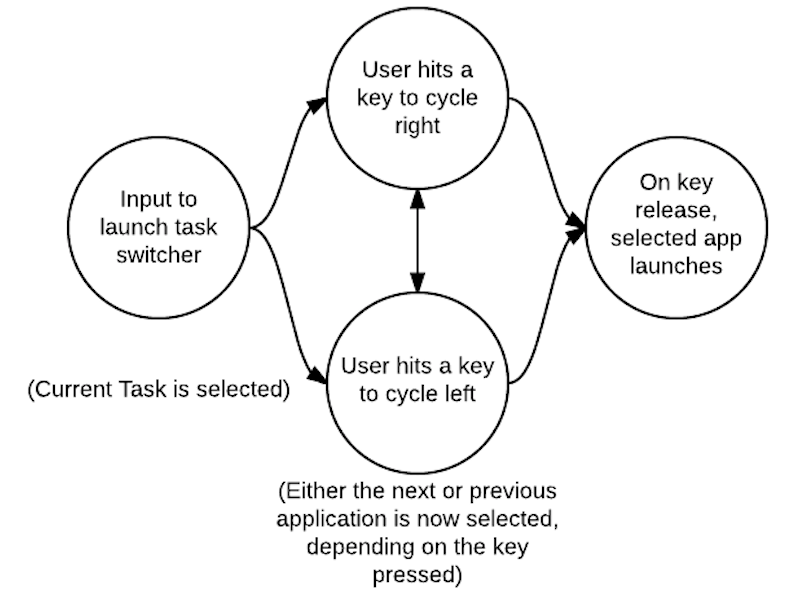 User hits a
key to cycle
right
Input to
launch task
switcher
On key
release,
selected app
launches
User hits a key
to cycle left
(Current Task is selected)
(Either the next or previous
application is now selected,
depending on the key
pressed)